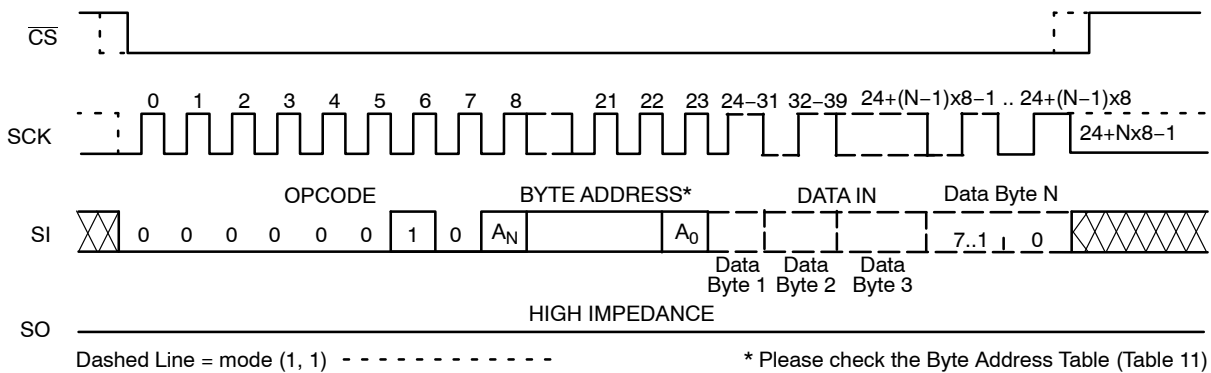 CS
0 1 2 3 4 5 6 7 8 21 22 23 24−31 32−39 24+(N−1)x8−1 .. 24+(N−1)x8
SCK
24+Nx8−1
OPCODE BYTE ADDRESS* DATA IN Data Byte N
SI 0 0 0 0 0 0 1 0 AN A0 7..1 0
Data Byte 1
Data Byte 2
Data Byte 3
HIGH IMPEDANCE
SO
Dashed Line = mode (1, 1) * Please check the Byte Address Table (Table 11)